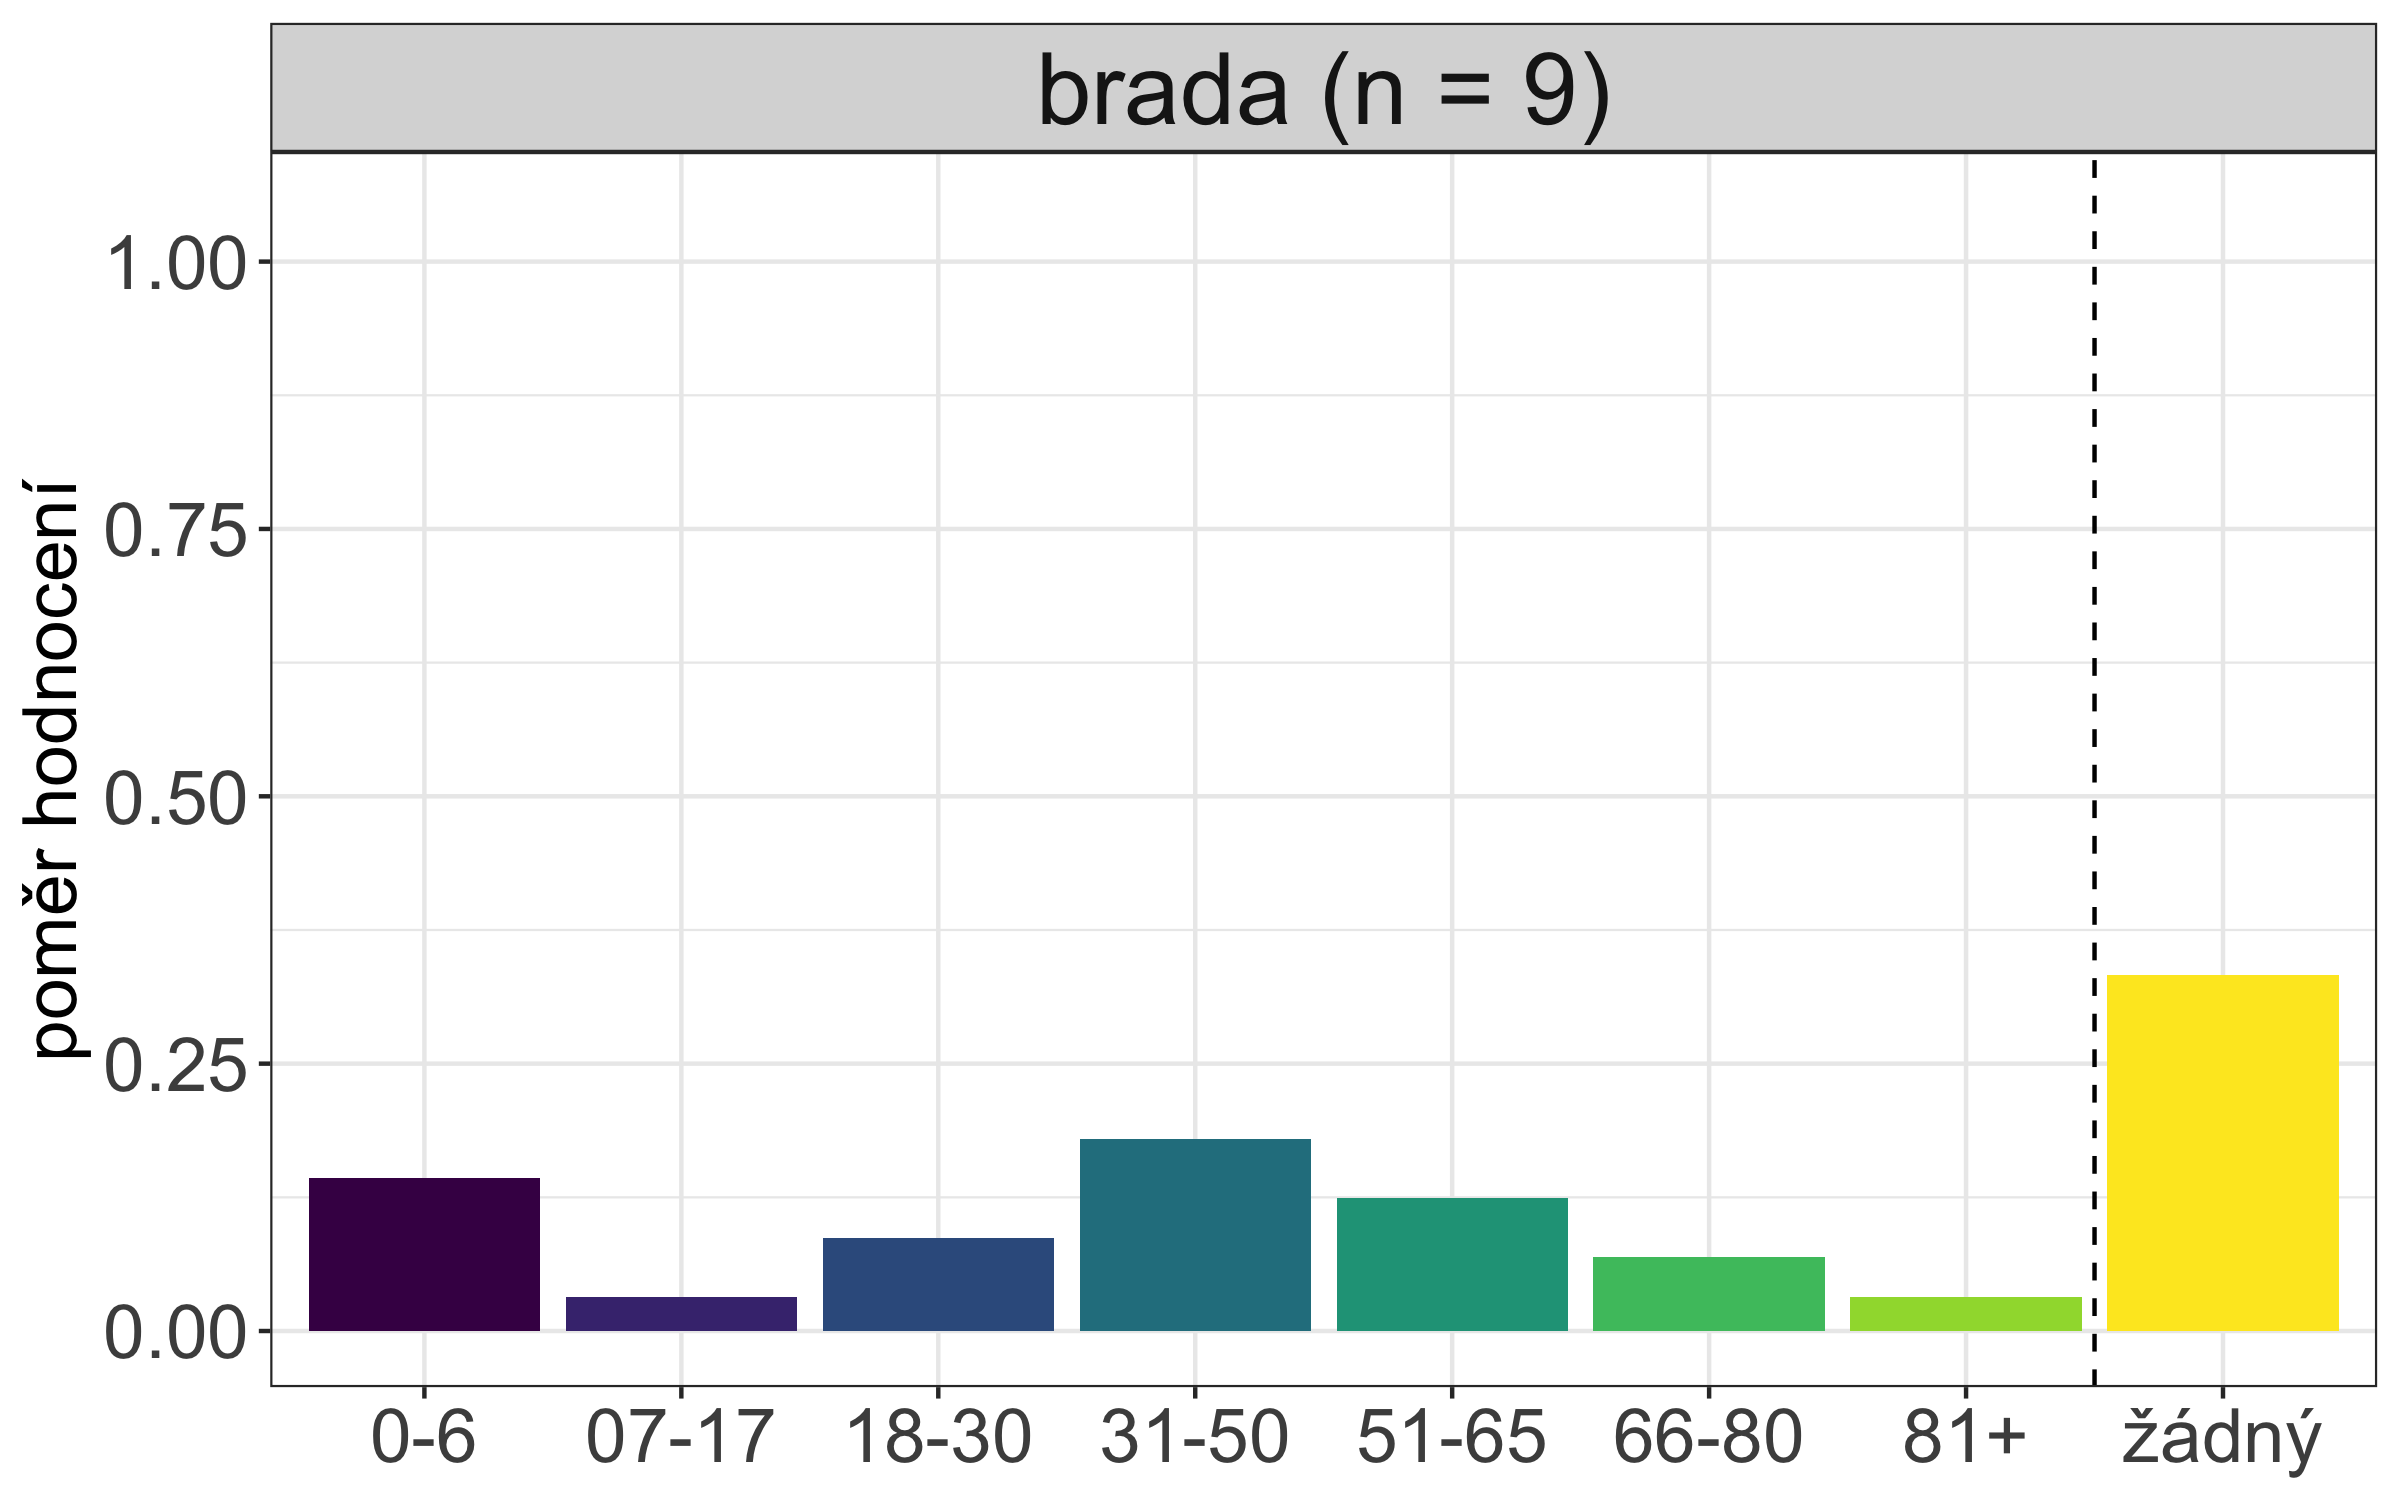 brada (n = 9)
poměr hodnocení
1.00
0.75
0.50
0.25
0.00
0-6 07-17 18-30 31-50 51-65 66-80 81+ žádný